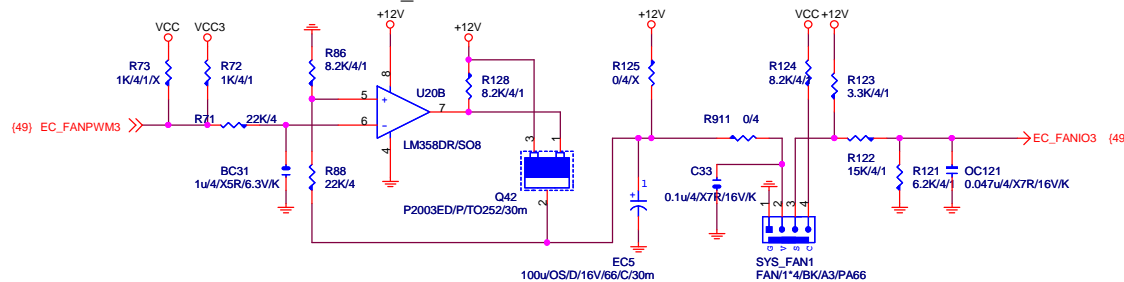 +12V
+12V
+12V
VCC +12V
VCC
VCC3
R73
1K/4/1/X
R72
1K/4/1
R86
8.2K/4/1
8
U20B
R128
8.2K/4/1
R125
0/4/X
R124
8.2K/4/1
R123
3.3K/4/1
5
+
7
6
-
4
LM358DR/SO8
3
1
{49} EC_FANPWM3
R71
22K/4
R911 0/4
EC_FANIO3
{49
BC31
1u/4/X5R/6.3V/K
R88
22K/4
Q42
P2003ED/P/TO252/30m
2
C33
0.1u/4/X7R/16V/K
R122
15K/4/1
R121
6.2K/4/1
OC121
0.047u/4/X7R/16V/K
+
1
1
2
3
4
G
V
S
C
EC5
100u/OS/D/16V/66/C/30m
SYS_FAN1
FAN/1*4/BK/A3/PA66